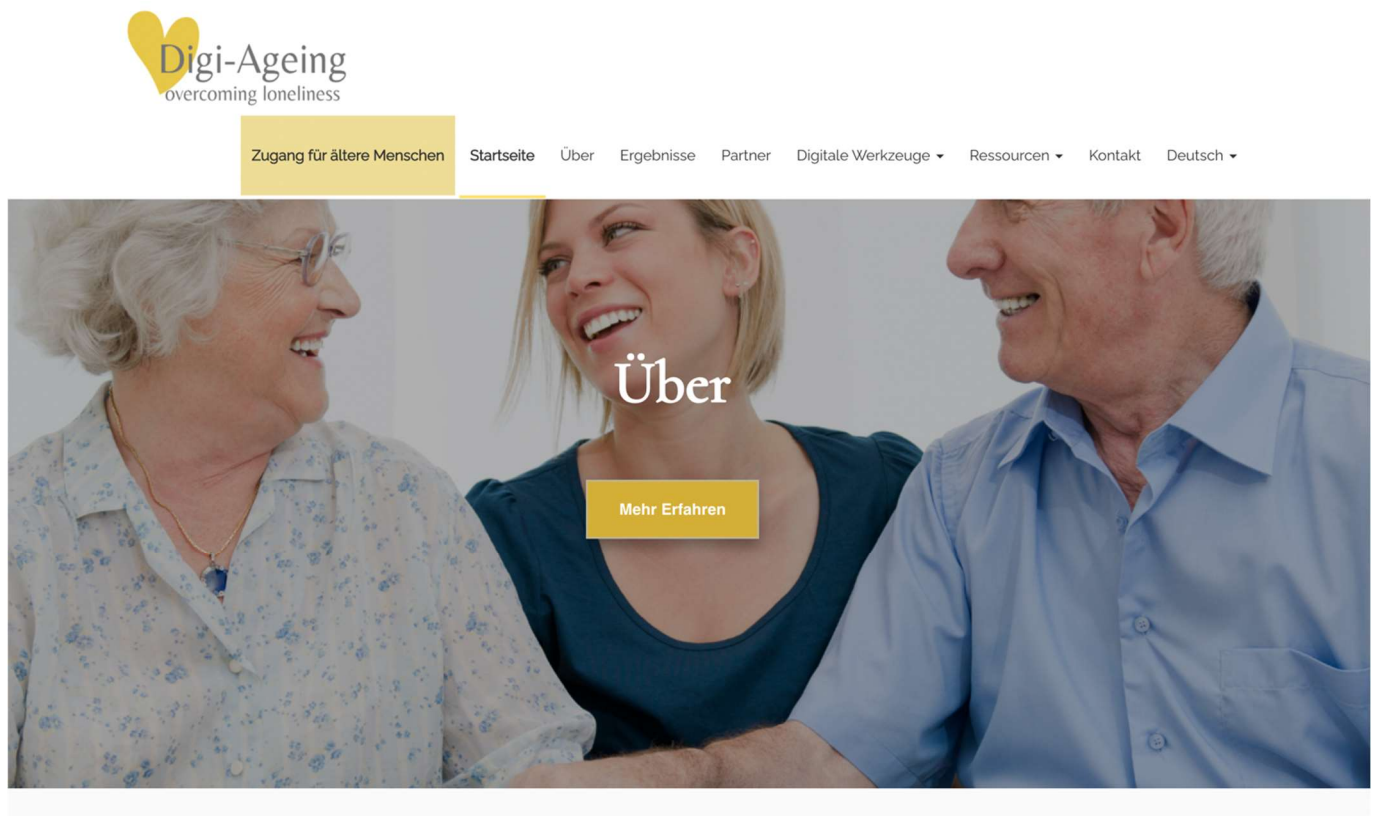 Digi-Ageing
overcoming loneliness
Zugang für ältere Menschen Startseite Über Ergebnisse Partner Digitale Werkzeuge Ressourcen Kontakt Deutsch
Über
Mehr Erfahren